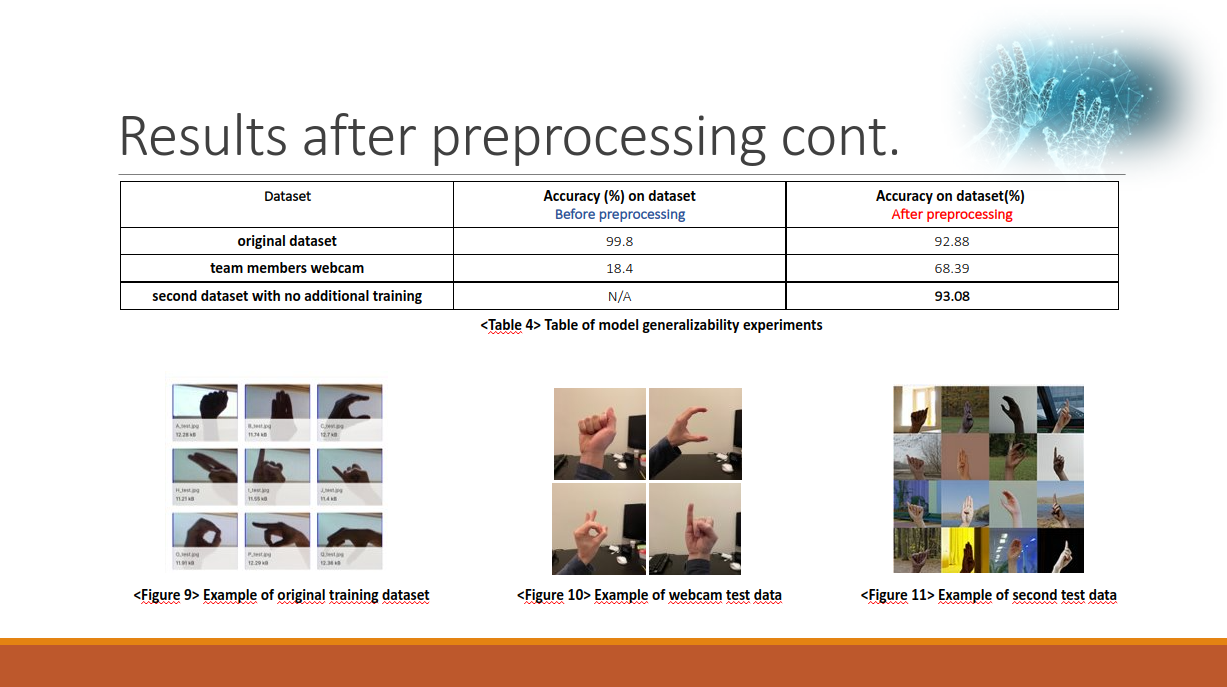 Results after preprocessing cont.
Dataset
Accuracy (%) on dataset
Before preprocessing
Accuracy on dataset(%)
After preprocessing
original dataset
99.8
92.88
team members webcam
18.4
68.39
second dataset with no additional training
N/A
93.08
<Table 4> Table of model generalizability experiments
A_test.jpg
12.28 kB
B_test.jpg
11.74 kB
C_test.jpg
12.7 kB
H_test.jpg
11.21 kB
I_test.jpg
11.55 kB
J_test.jpg
11.4 kB
O_test.jpg
11.91 kB
P_test.jpg
12.29 kB
Q_test.jpg
12.36 kB
<Figure 9> Example of original training dataset
<Figure 10> Example of webcam test data
<Figure 11> Example of second test data